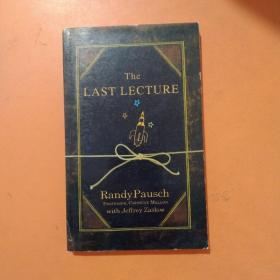 The
LAST LECTURE
Randy Pausch
PROFESSOR, CARNEGIE MELLON
with Jeffrey Zaslow